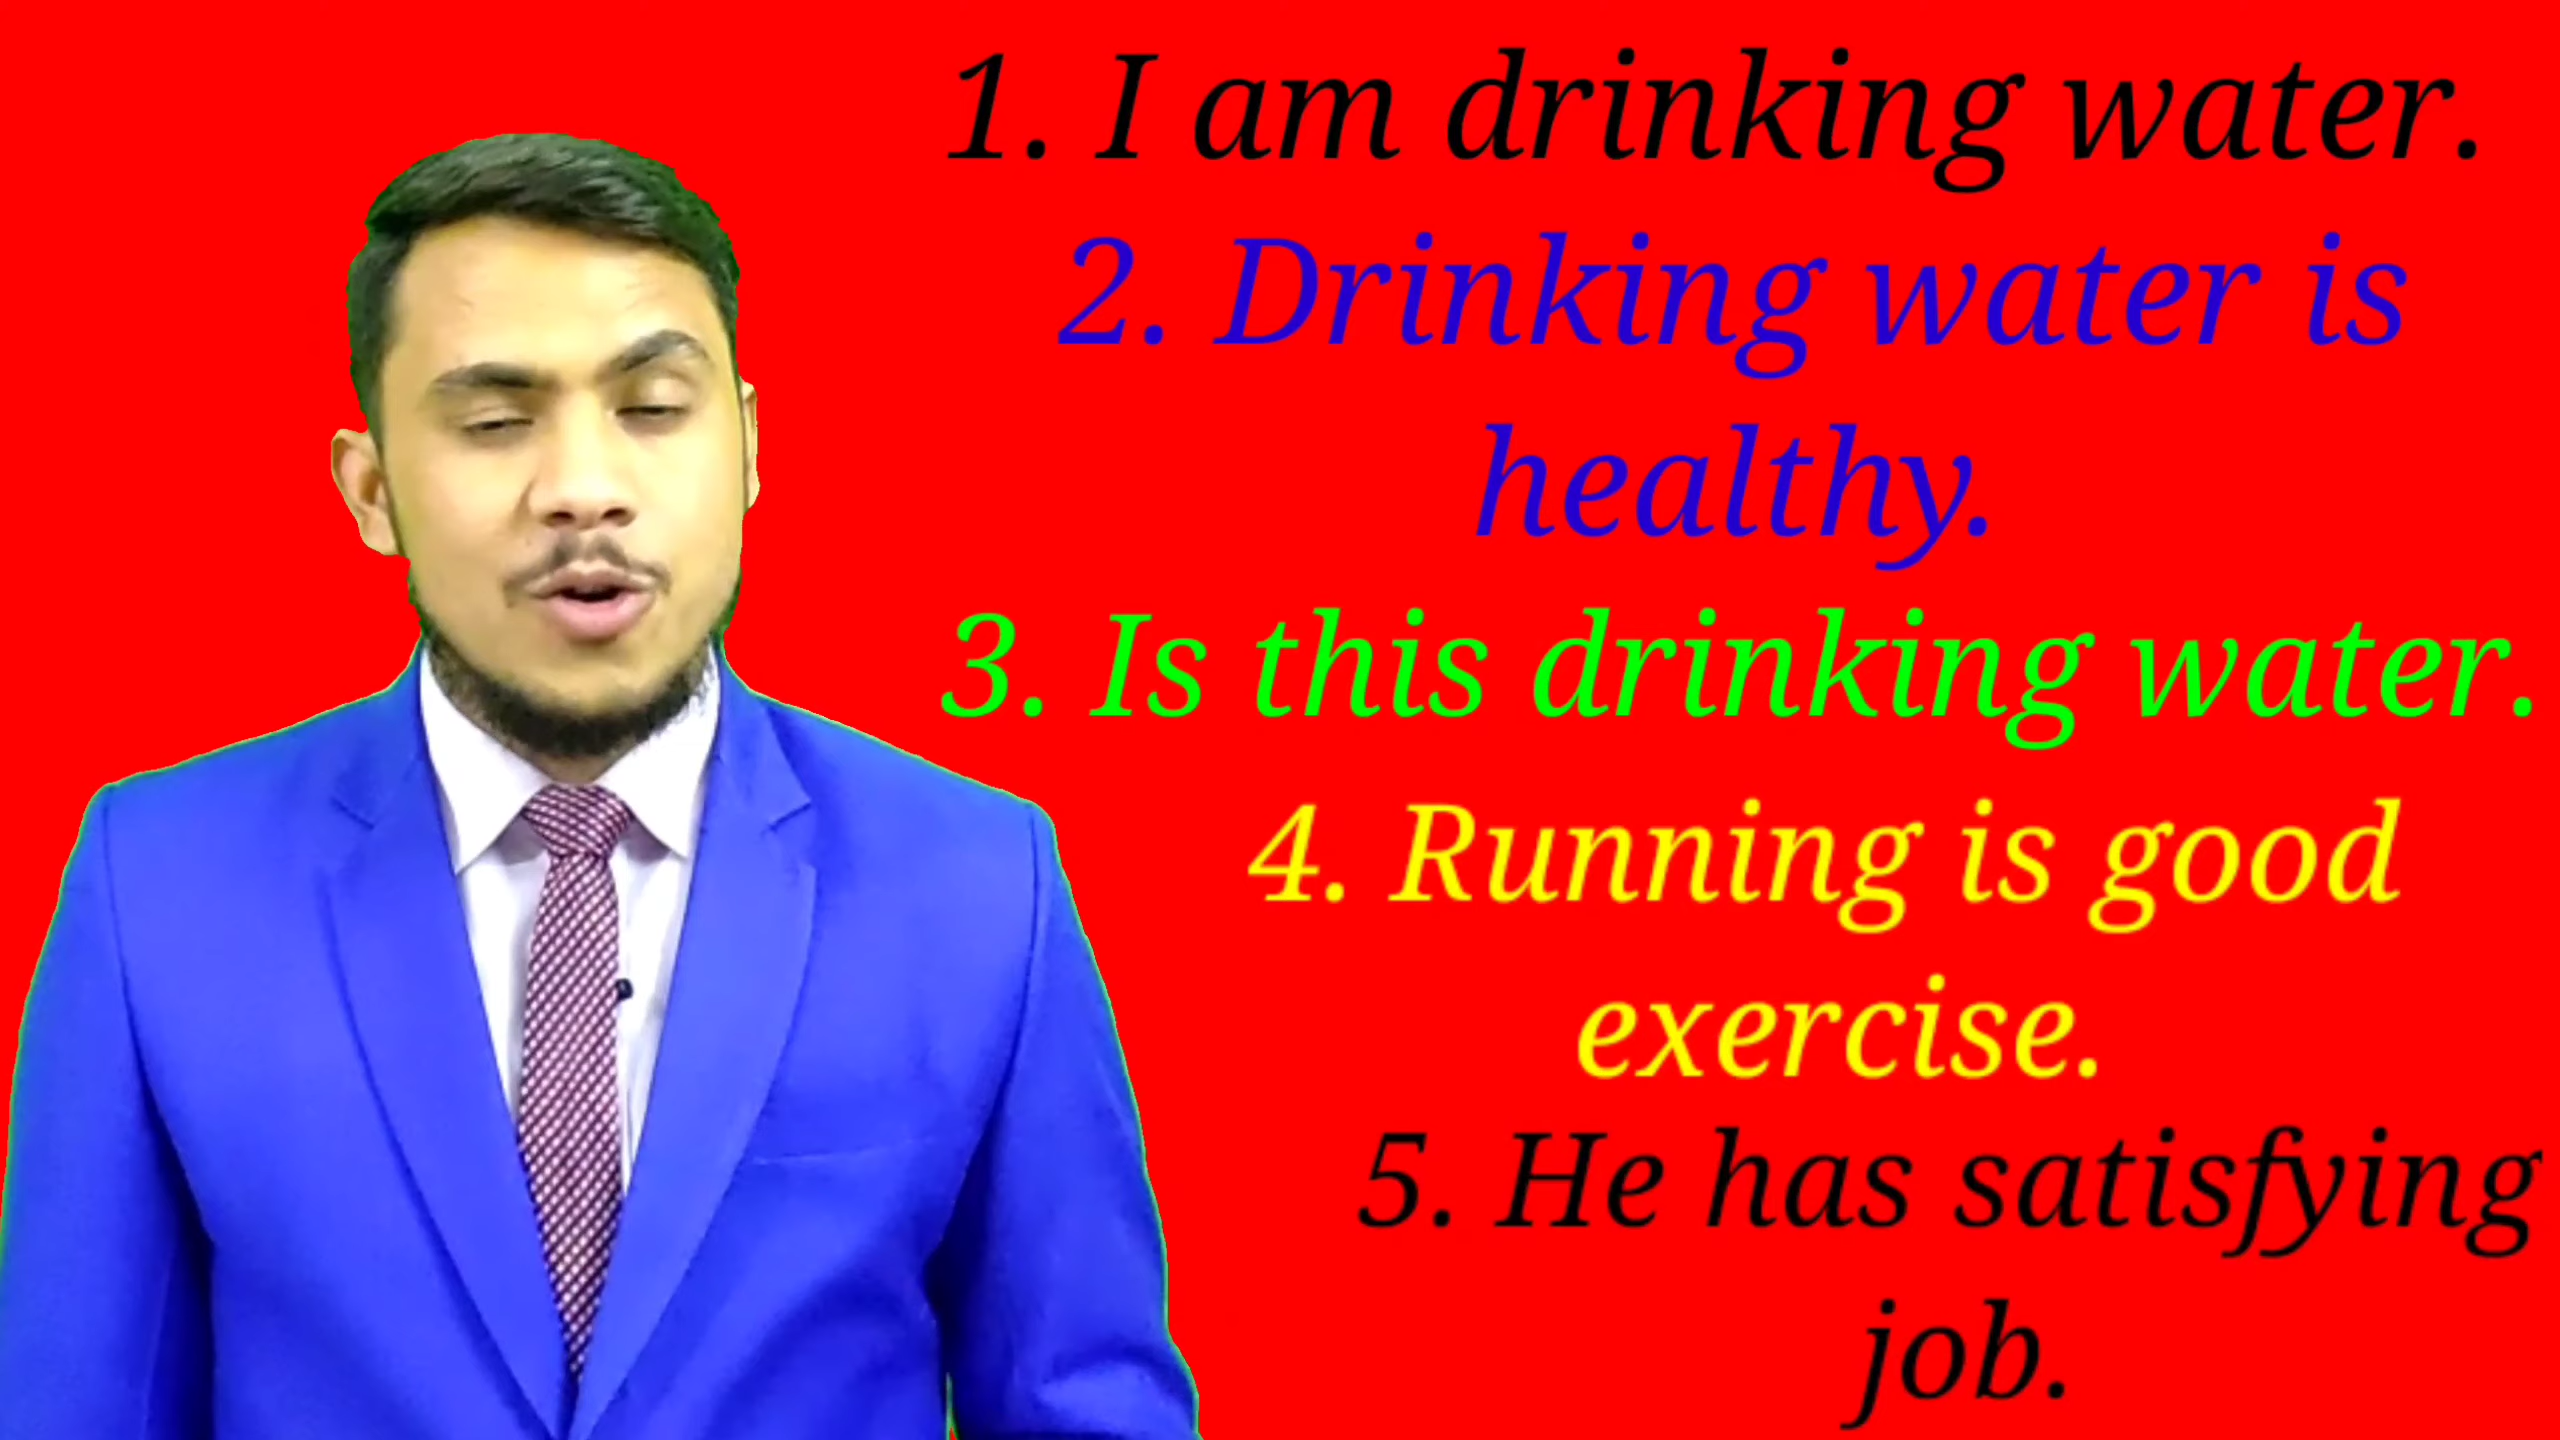 1. I am drinking water.
2. Drinking water is
healthy.
3. Is this drinking water.
4. Running is good
exercise.
5. He has satisfying
job.